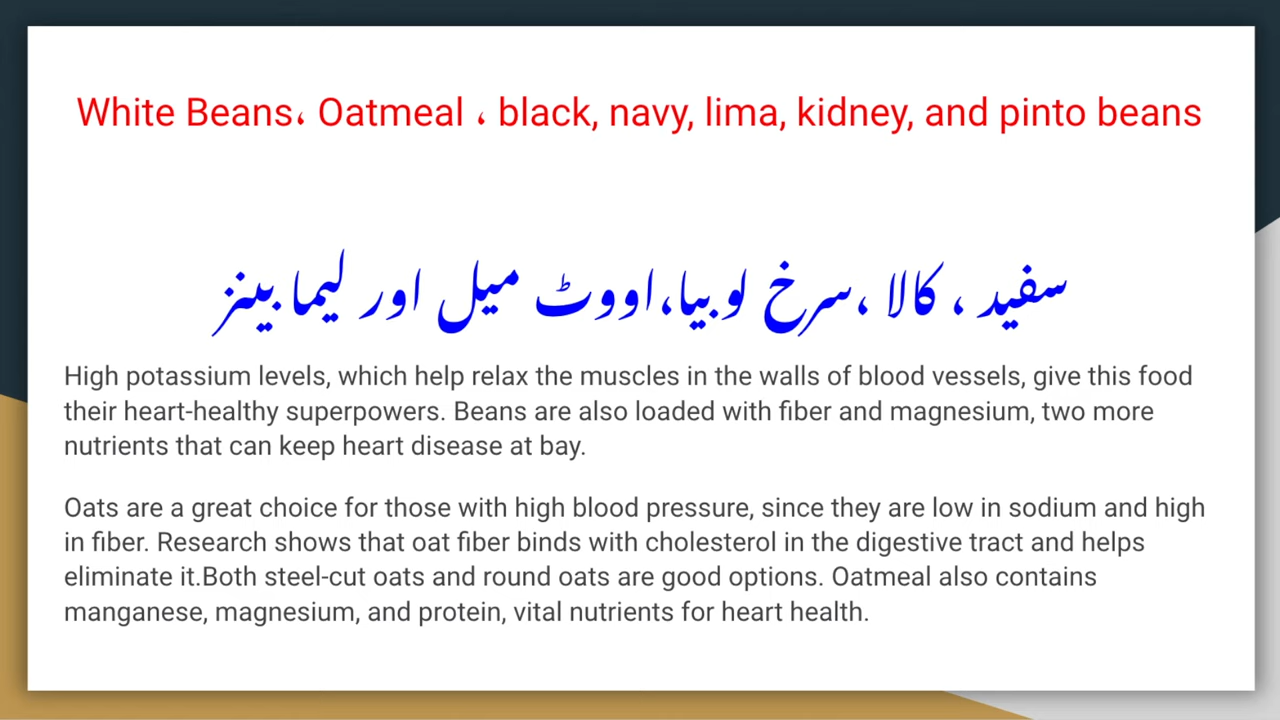 White Beans، Oatmeal ، black, navy, lima, kidney, and pinto beans
سفید ، کالا ،سرخ لوبیا،اووٹ میل اور لیما بینز
High potassium levels, which help relax the muscles in the walls of blood vessels, give this food
their heart-healthy superpowers. Beans are also loaded with fiber and magnesium, two more
nutrients that can keep heart disease at bay.
Oats are a great choice for those with high blood pressure, since they are low in sodium and high
in fiber. Research shows that oat fiber binds with cholesterol in the digestive tract and helps
eliminate it.Both steel-cut oats and round oats are good options. Oatmeal also contains
manganese, magnesium, and protein, vital nutrients for heart health.